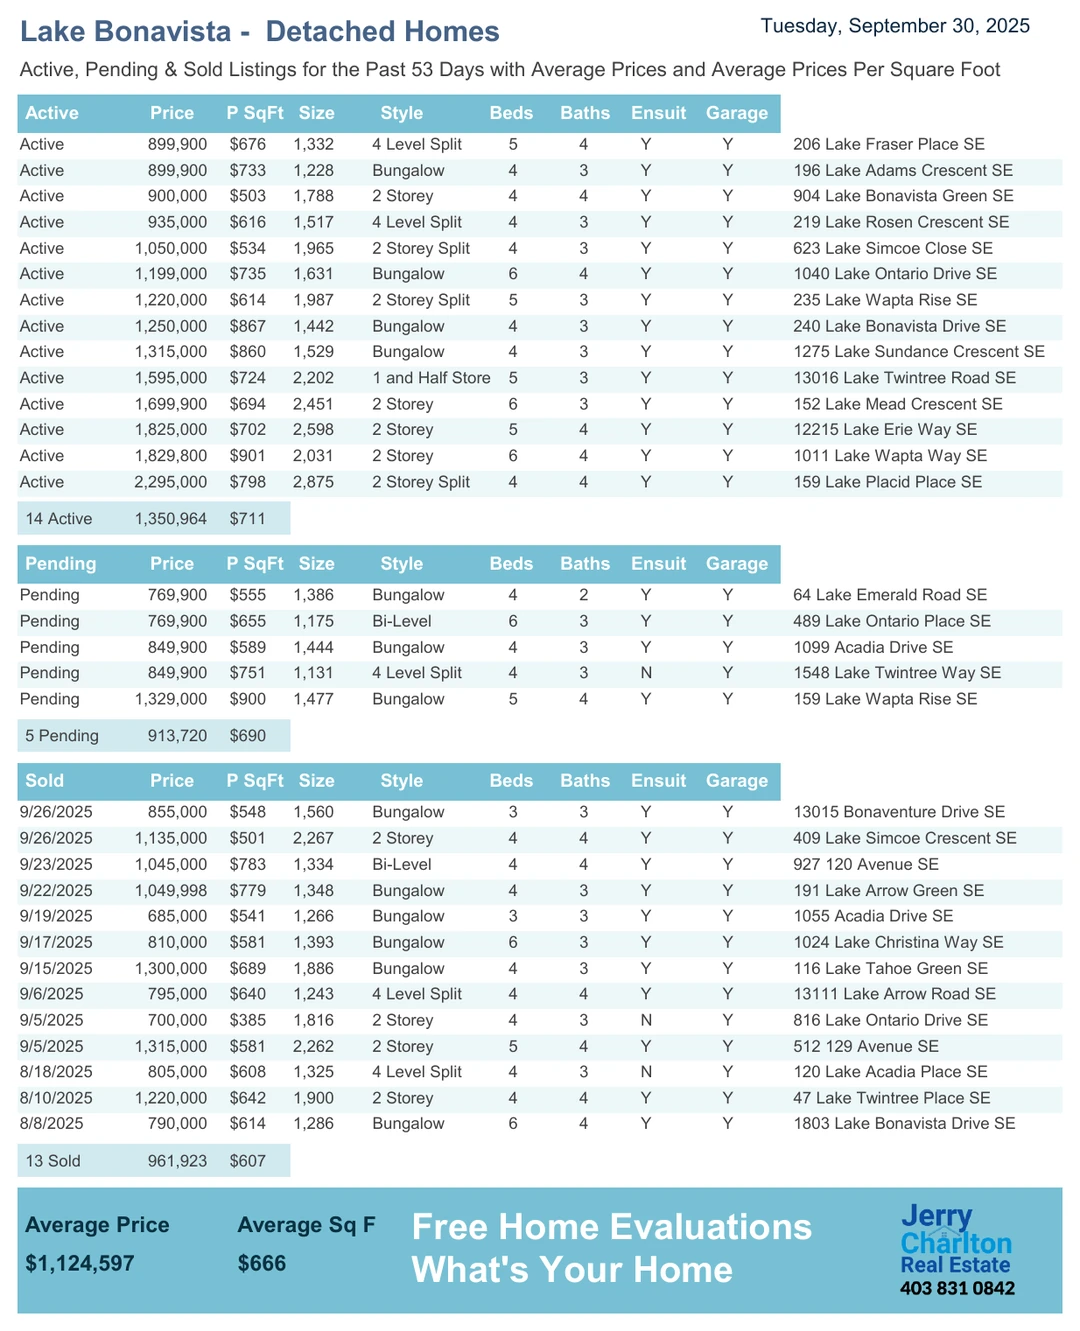 Lake Bonavista -  Detached Homes
Tuesday, September 30, 2025
Active, Pending & Sold Listings for the Past 53 Days with Average Prices and Average Prices Per Square Foot
Active Price P SqFt Size Style Beds Baths Ensuit Garage
Active 899,900 $676 1,332 4 Level Split 5 4 Y Y 206 Lake Fraser Place SE
Active 899,900 $733 1,228 Bungalow 4 3 Y Y 196 Lake Adams Crescent SE
Active 900,000 $503 1,788 2 Storey 4 4 Y Y 904 Lake Bonavista Green SE
Active 935,000 $616 1,517 4 Level Split 4 3 Y Y 219 Lake Rosen Crescent SE
Active 1,050,000 $534 1,965 2 Storey Split 4 3 Y Y 623 Lake Simcoe Close SE
Active 1,199,000 $735 1,631 Bungalow 6 4 Y Y 1040 Lake Ontario Drive SE
Active 1,220,000 $614 1,987 2 Storey Split 5 3 Y Y 235 Lake Wapta Rise SE
Active 1,250,000 $867 1,442 Bungalow 4 3 Y Y 240 Lake Bonavista Drive SE
Active 1,315,000 $860 1,529 Bungalow 4 3 Y Y 1275 Lake Sundance Crescent SE
Active 1,595,000 $724 2,202 1 and Half Store 5 3 Y Y 13016 Lake Twintree Road SE
Active 1,699,900 $694 2,451 2 Storey 6 3 Y Y 152 Lake Mead Crescent SE
Active 1,825,000 $702 2,598 2 Storey 5 4 Y Y 12215 Lake Erie Way SE
Active 1,829,800 $901 2,031 2 Storey 6 4 Y Y 1011 Lake Wapta Way SE
Active 2,295,000 $798 2,875 2 Storey Split 4 4 Y Y 159 Lake Placid Place SE
14 Active 1,350,964 $711
Pending Price P SqFt Size Style Beds Baths Ensuit Garage
Pending 769,900 $555 1,386 Bungalow 4 2 Y Y 64 Lake Emerald Road SE
Pending 769,900 $655 1,175 Bi-Level 6 3 Y Y 489 Lake Ontario Place SE
Pending 849,900 $589 1,444 Bungalow 4 3 Y Y 1099 Acadia Drive SE
Pending 849,900 $751 1,131 4 Level Split 4 3 N Y 1548 Lake Twintree Way SE
Pending 1,329,000 $900 1,477 Bungalow 5 4 Y Y 159 Lake Wapta Rise SE
5 Pending 913,720 $690
Sold Price P SqFt Size Style Beds Baths Ensuit Garage
9/26/2025 855,000 $548 1,560 Bungalow 3 3 Y Y 13015 Bonaventure Drive SE
9/26/2025 1,135,000 $501 2,267 2 Storey 4 4 Y Y 409 Lake Simcoe Crescent SE
9/23/2025 1,045,000 $783 1,334 Bi-Level 4 4 Y Y 927 120 Avenue SE
9/22/2025 1,049,998 $779 1,348 Bungalow 4 3 Y Y 191 Lake Arrow Green SE
9/19/2025 685,000 $541 1,266 Bungalow 3 3 Y Y 1055 Acadia Drive SE
9/17/2025 810,000 $581 1,393 Bungalow 6 3 Y Y 1024 Lake Christina Way SE
9/15/2025 1,300,000 $689 1,886 Bungalow 4 3 Y Y 116 Lake Tahoe Green SE
9/6/2025 795,000 $640 1,243 4 Level Split 4 4 Y Y 13111 Lake Arrow Road SE
9/5/2025 700,000 $385 1,816 2 Storey 4 3 N Y 816 Lake Ontario Drive SE
9/5/2025 1,315,000 $581 2,262 2 Storey 5 4 Y Y 512 129 Avenue SE
8/18/2025 805,000 $608 1,325 4 Level Split 4 3 N Y 120 Lake Acadia Place SE
8/10/2025 1,220,000 $642 1,900 2 Storey 4 4 Y Y 47 Lake Twintree Place SE
8/8/2025 790,000 $614 1,286 Bungalow 6 4 Y Y 1803 Lake Bonavista Drive SE
13 Sold 961,923 $607
Average Price Average Sq F
$1,124,597 $666
Free Home Evaluations
What's Your Home
Jerry
Charlton
Real Estate
403 831 0842